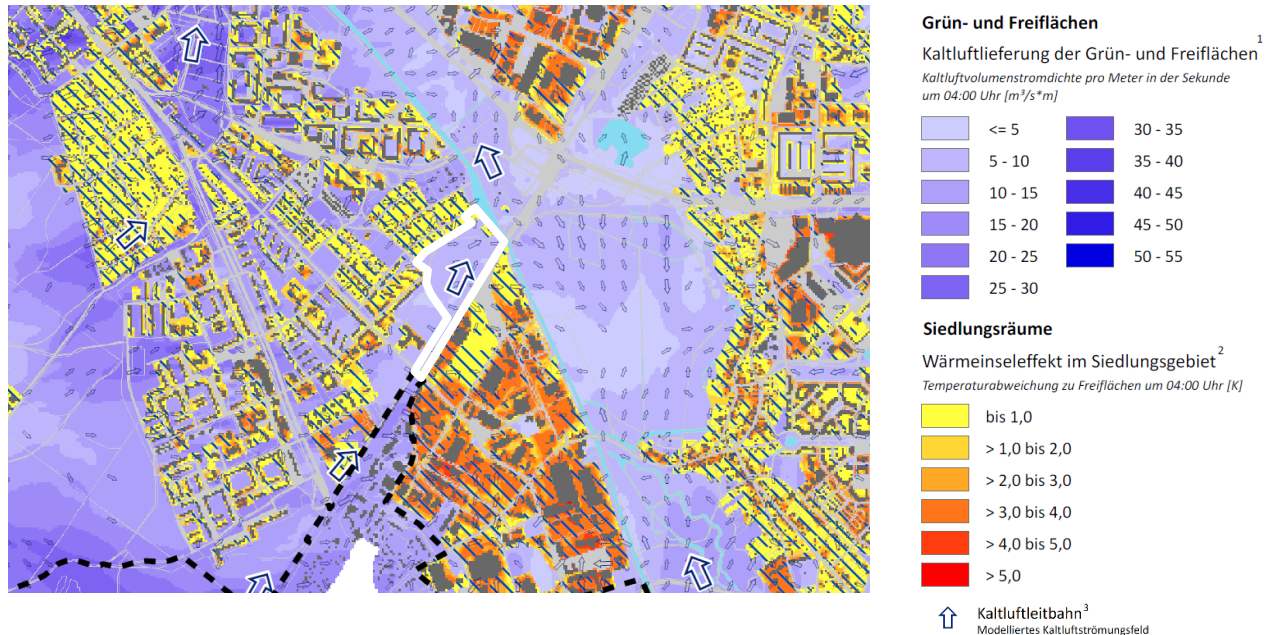 Grün- und Freiflächen
Kaltluftlieferung der Grün- und Freiflächen¹
Kaltluftvolumenstromdichte pro Meter in der Sekunde
um 04:00 Uhr [m³/s*m]
<= 5
30 - 35
5 - 10
35 - 40
10 - 15
40 - 45
15 - 20
45 - 50
20 - 25
50 - 55
25 - 30
Siedlungsräume
Wärmeinseleffekt im Siedlungsgebiet²
Temperaturabweichung zu Freiflächen um 04:00 Uhr [K]
bis 1,0
> 1,0 bis 2,0
> 2,0 bis 3,0
> 3,0 bis 4,0
> 4,0 bis 5,0
> 5,0
Kaltluftleitbahn³
Modelliertes Kaltluftströmungsfeld